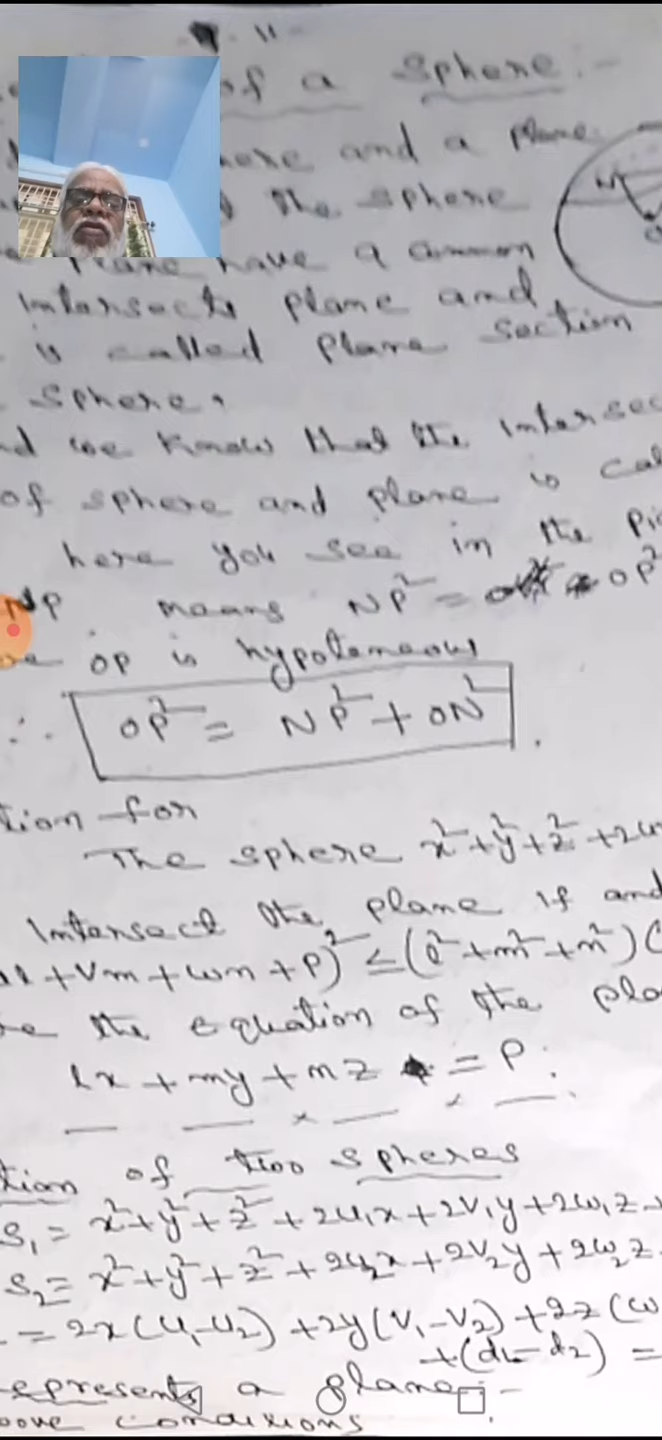 11
of a sphere :-
and a plane
the sphere
plane have a common
intersects plane and
is called plane section
sphere.
we know that the intersec
of sphere and plane is cal
here you see in the pi
NP means NP² = OP²
OP is hypoteneous
∴ OP² = NP² + ON² .
tion for
The sphere x²+y²+z²+2u
Intersect the plane if and
+vm+wn+p)² ≤ (l²+m²+n²)(
the equation of the pla
lx + my + nz = P.
tion of two spheres
S₁ = x²+y²+z²+2u₁x+2v₁y+2w₁z+
S₂ = x²+y²+z²+2u₂x+2v₂y+2w₂z
= 2x(u₁-u₂)+2y(v₁-v₂)+2z(w
+(d₁-d₂) =
epresents a plane -
ove conditions .